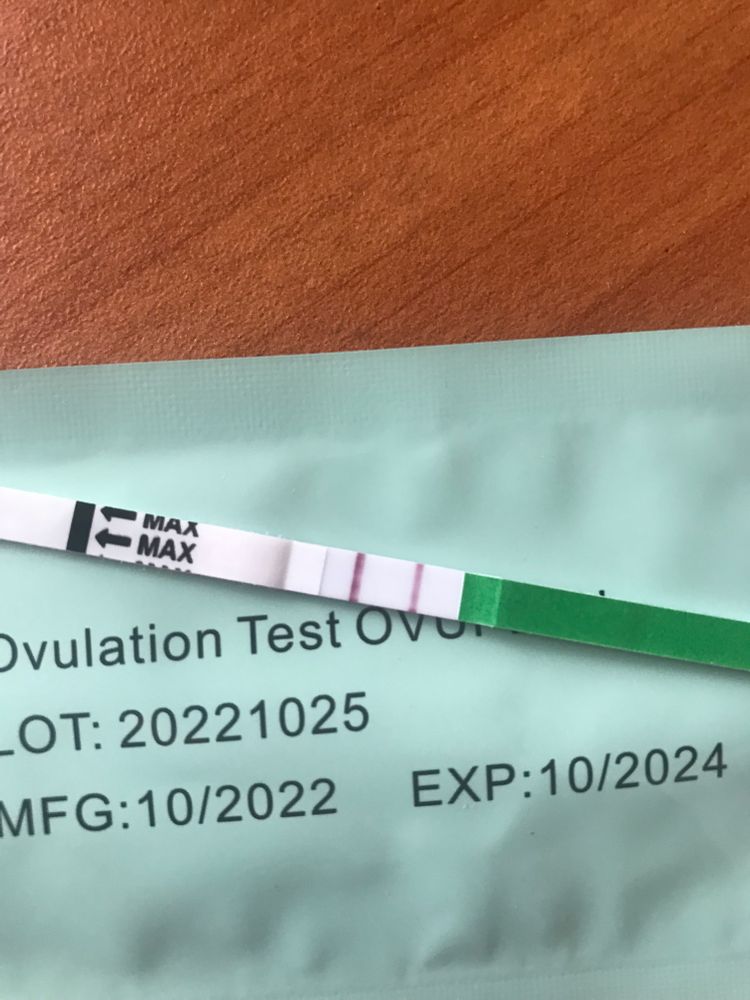 MAX
MAX
Ovulation Test
LOT: 20221025
MFG:10/2022 EXP:10/2024